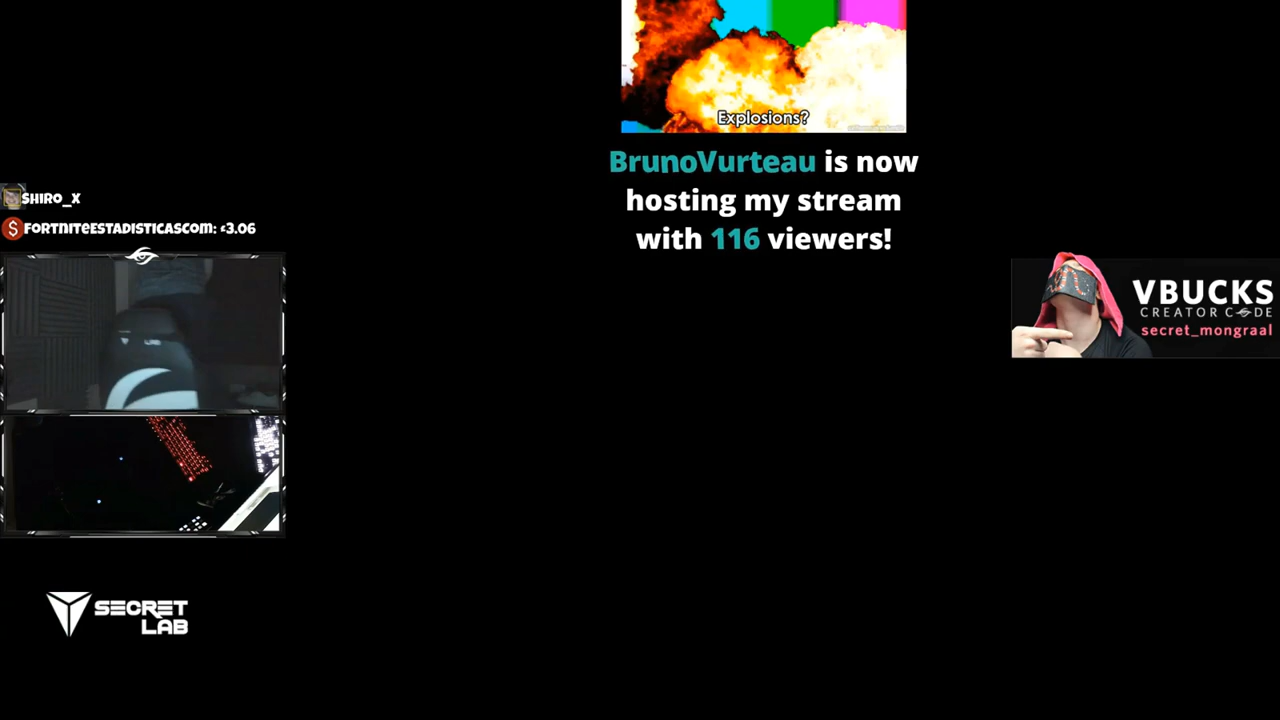 Explosions?
BrunoVurteau is now
hosting my stream
with 116 viewers!
SHIRO_X
$
FORTNITEESTADISTICASCOM: £3.06
VBUCKS
CREATOR CODE
secret_mongraal
SECRET
LAB